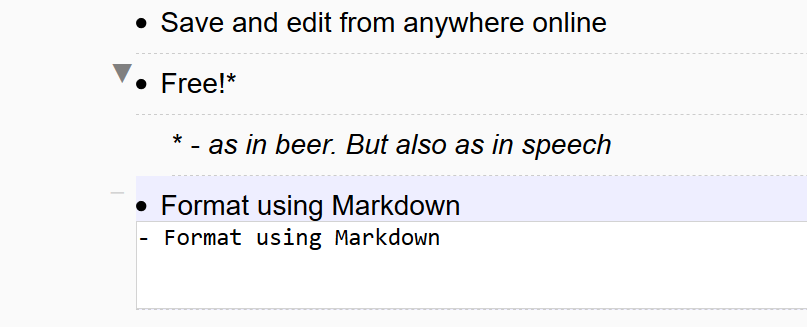 • Save and edit from anywhere online
• Free!*
* - as in beer. But also as in speech
• Format using Markdown
- Format using Markdown